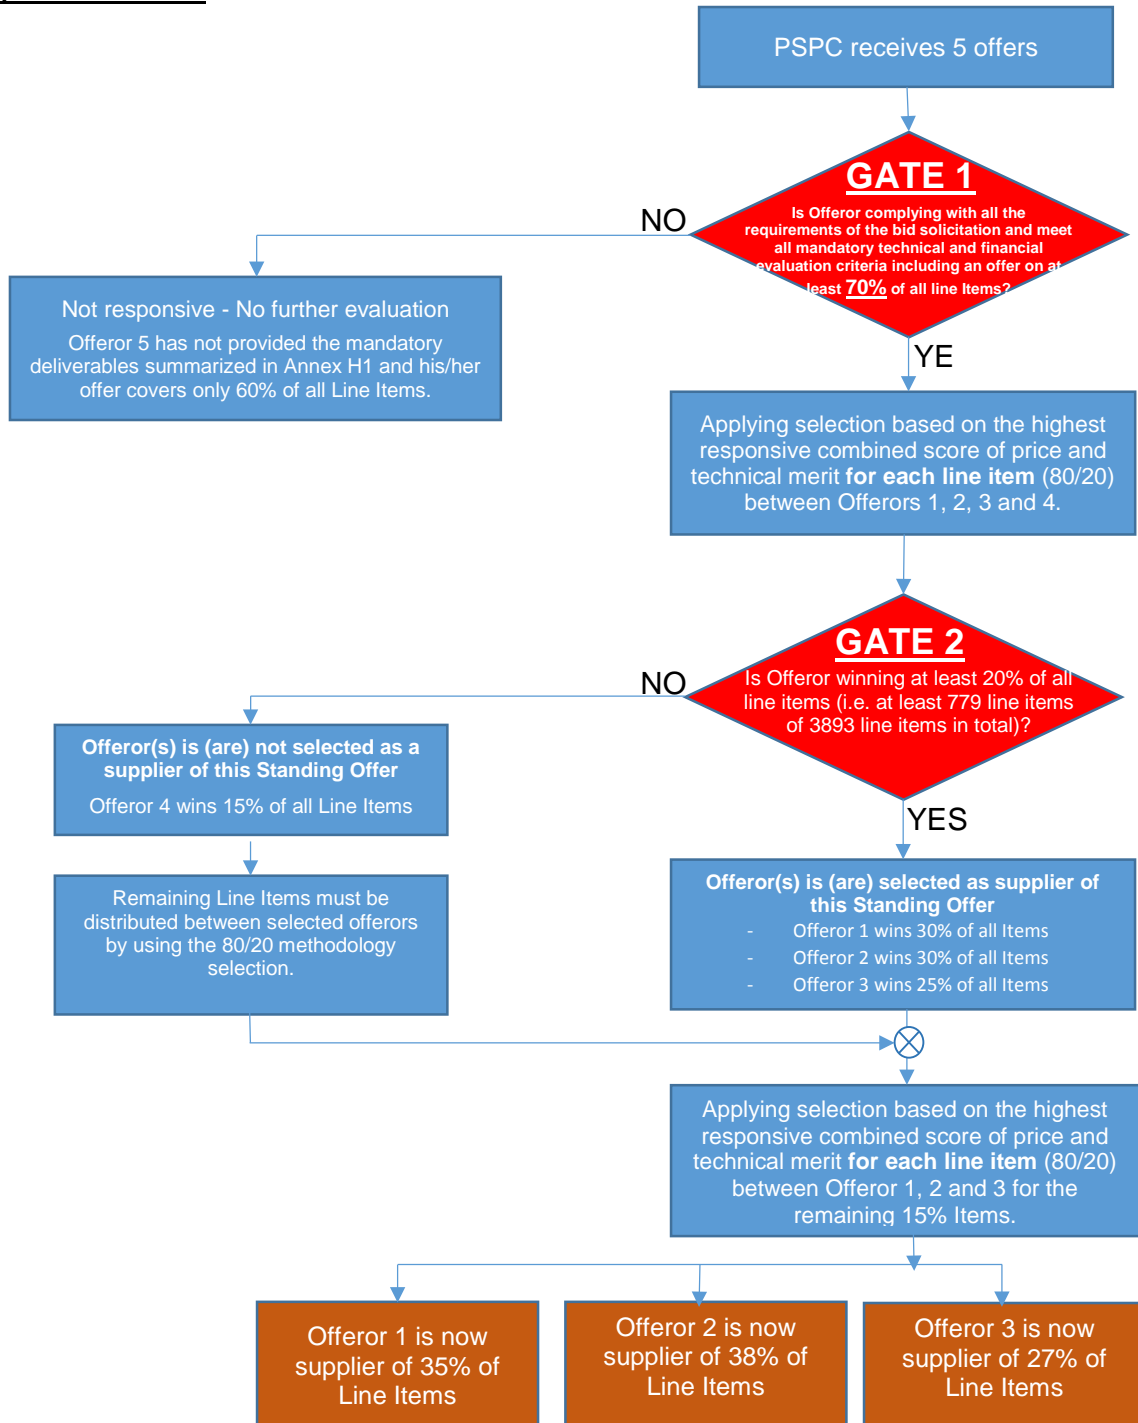 PSPC receives 5 offers
GATE 1
Is Offeror complying with all the
requirements of the bid solicitation and meet
all mandatory technical and financial
evaluation criteria including an offer on at
least 70% of all line Items?
NO
YE
Not responsive - No further evaluation
Offeror 5 has not provided the mandatory
deliverables summarized in Annex H1 and his/her
offer covers only 60% of all Line Items.
Applying selection based on the highest
responsive combined score of price and
technical merit for each line item (80/20)
between Offerors 1, 2, 3 and 4.
GATE 2
Is Offeror winning at least 20% of all
line items (i.e. at least 779 line items
of 3893 line items in total)?
NO
YES
Offeror(s) is (are) not selected as a
supplier of this Standing Offer
Offeror 4 wins 15% of all Line Items
Remaining Line Items must be
distributed between selected offerors
by using the 80/20 methodology
selection.
Offeror(s) is (are) selected as supplier of
this Standing Offer
- Offeror 1 wins 30% of all Items
- Offeror 2 wins 30% of all Items
- Offeror 3 wins 25% of all Items
Applying selection based on the highest
responsive combined score of price and
technical merit for each line item (80/20)
between Offeror 1, 2 and 3 for the
remaining 15% Items.
Offeror 1 is now
supplier of 35% of
Line Items
Offeror 2 is now
supplier of 38% of
Line Items
Offeror 3 is now
supplier of 27% of
Line Items